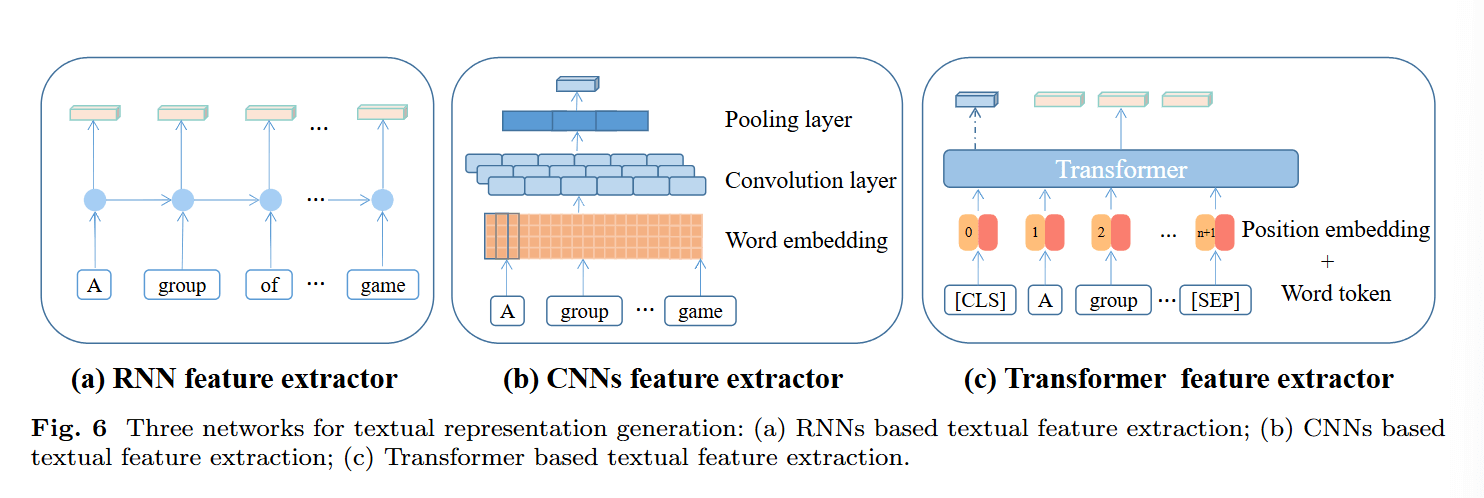 ...
A
group
of
...
game
...
(a) RNN feature extractor
Pooling layer
Convolution layer
Word embedding
A
group
...
game
(b) CNNs feature extractor
Transformer
0
1
2
...
n+1
Position embedding
+
Word token
[CLS]
A
group
...
[SEP]
(c) Transformer feature extractor
Fig. 6 Three networks for textual representation generation: (a) RNNs based textual feature extraction; (b) CNNs based
textual feature extraction; (c) Transformer based textual feature extraction.